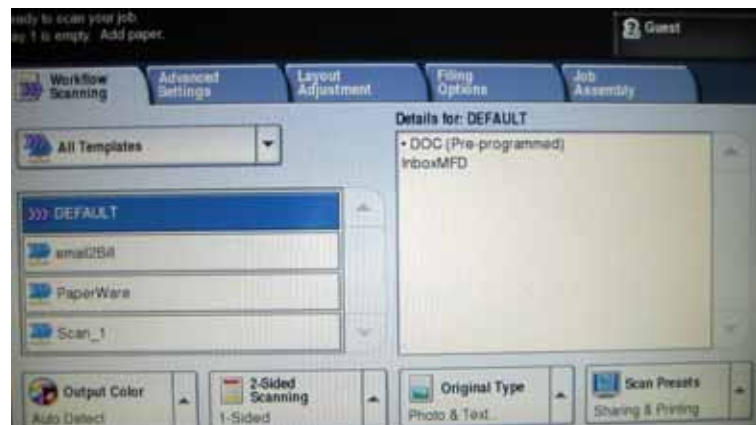 ready to scan your job
1 is empty. Add paper.
Guest
Workflow
Scanning
Advanced
Settings
Layout
Adjustment
Filing
Options
Job
Assembly
All Templates
Details for: DEFAULT
• DOC (Pre-programmed)
InboxMFD
DEFAULT
email2Bill
PaperWare
Scan_1
Output Color
Auto Detect
2-Sided
Scanning
1-Sided
Original Type
Photo & Text
Scan Presets
Sharing & Printing